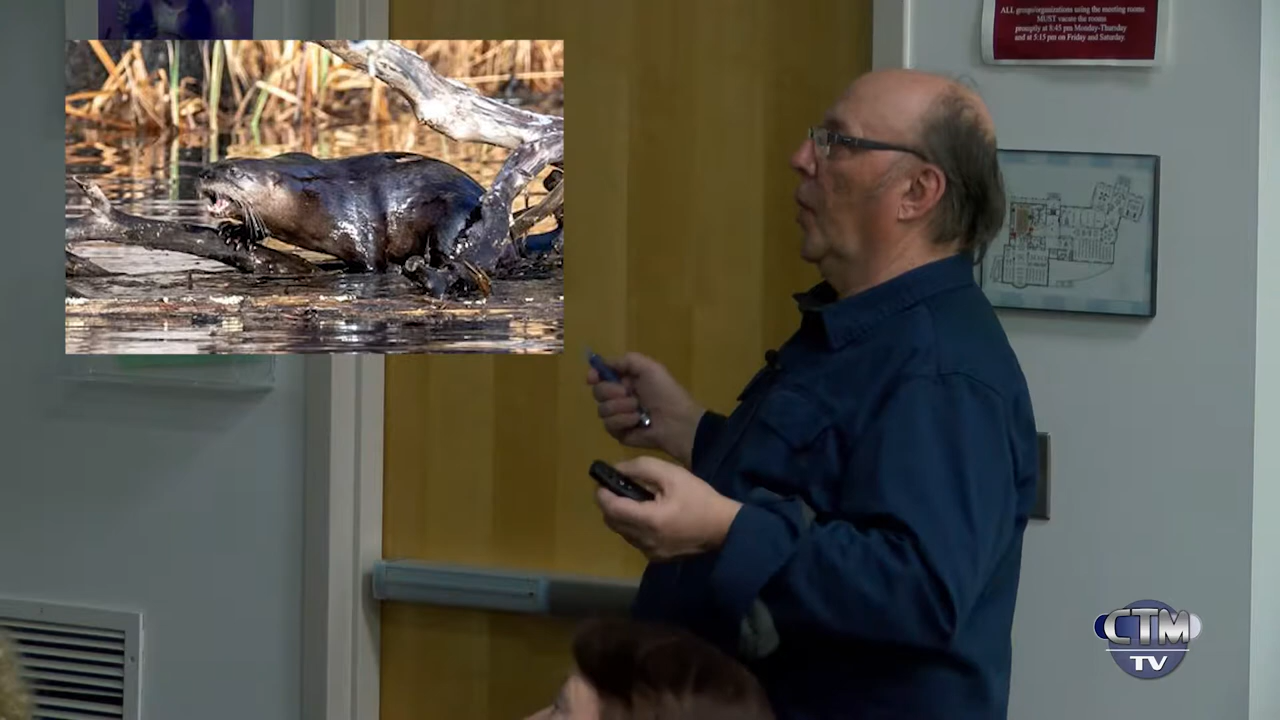 ALL groups/organizations using the meeting rooms
MUST vacate the rooms
promptly at 8:45 pm Monday-Thursday
and at 5:15 pm on Friday and Saturday.
CTM
TV